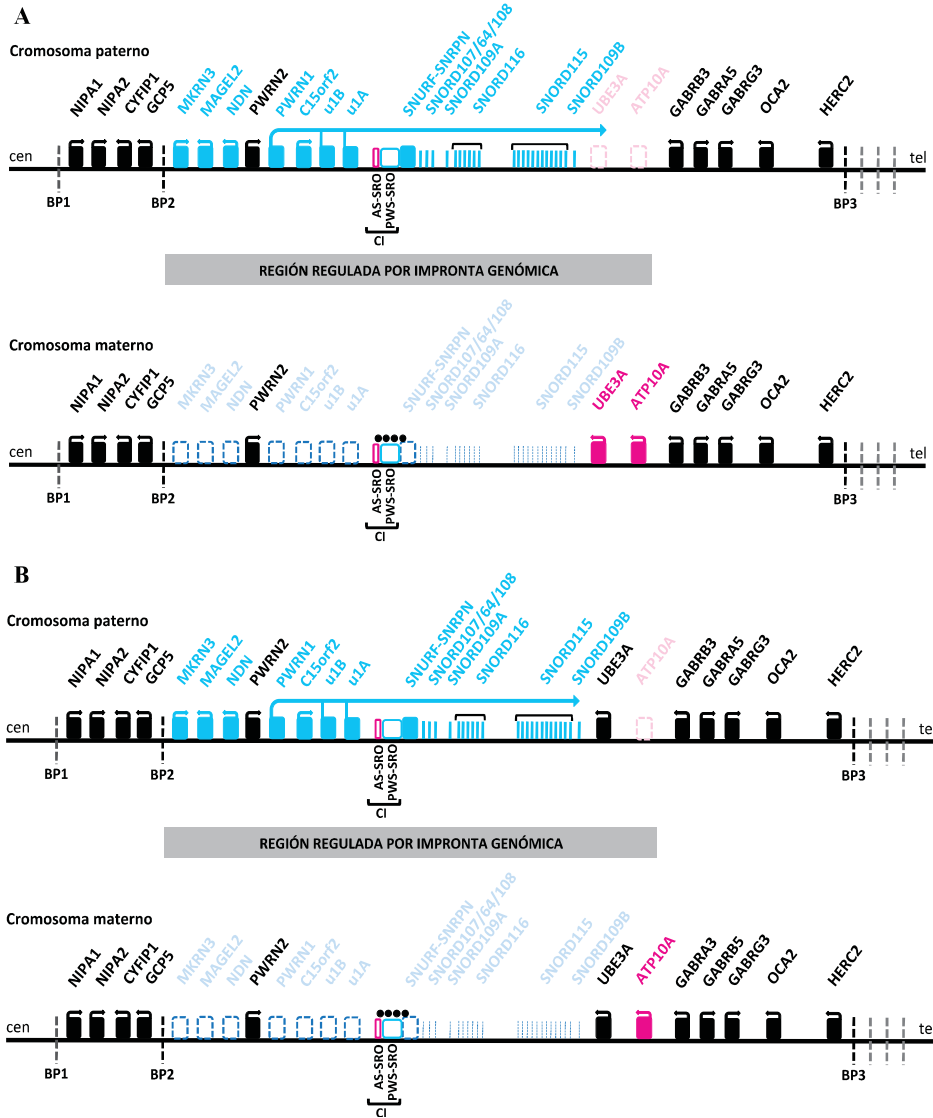 A
Cromosoma paterno
NIPA1 NIPA2 CYFIP1 GCP5 MKRN3 MAGEL2 NDN PWRN2 PWRN1 C15orf2 u1B u1A SNURF-SNRPN SNORD107/64/108 SNORD109A SNORD116 SNORD115 SNORD109B UBE3A ATP10A GABRB3 GABRA5 GABRG3 OCA2 HERC2
cen tel
BP1 BP2 AS-SRO PWS-SRO BP3
CI
REGIÓN REGULADA POR IMPRONTA GENÓMICA
Cromosoma materno
NIPA1 NIPA2 CYFIP1 GCP5 MKRN3 MAGEL2 NDN PWRN2 PWRN1 C15orf2 u1B u1A SNURF-SNRPN SNORD107/64/108 SNORD109A SNORD116 SNORD115 SNORD109B UBE3A ATP10A GABRB3 GABRA5 GABRG3 OCA2 HERC2
cen tel
BP1 BP2 AS-SRO PWS-SRO BP3
CI
B
Cromosoma paterno
NIPA1 NIPA2 CYFIP1 GCP5 MKRN3 MAGEL2 NDN PWRN2 PWRN1 C15orf2 u1B u1A SNURF-SNRPN SNORD107/64/108 SNORD109A SNORD116 SNORD115 SNORD109B UBE3A ATP10A GABRB3 GABRA5 GABRG3 OCA2 HERC2
cen te
BP1 BP2 AS-SRO PWS-SRO BP3
CI
REGIÓN REGULADA POR IMPRONTA GENÓMICA
Cromosoma materno
NIPA1 NIPA2 CYFIP1 GCP5 MKRN3 MAGEL2 NDN PWRN2 PWRN1 C15orf2 u1B u1A SNURF-SNRPN SNORD107/64/108 SNORD109A SNORD116 SNORD115 SNORD109B UBE3A ATP10A GABRA3 GABRB5 GABRG3 OCA2 HERC2
cen te
BP1 BP2 AS-SRO PWS-SRO BP3
CI